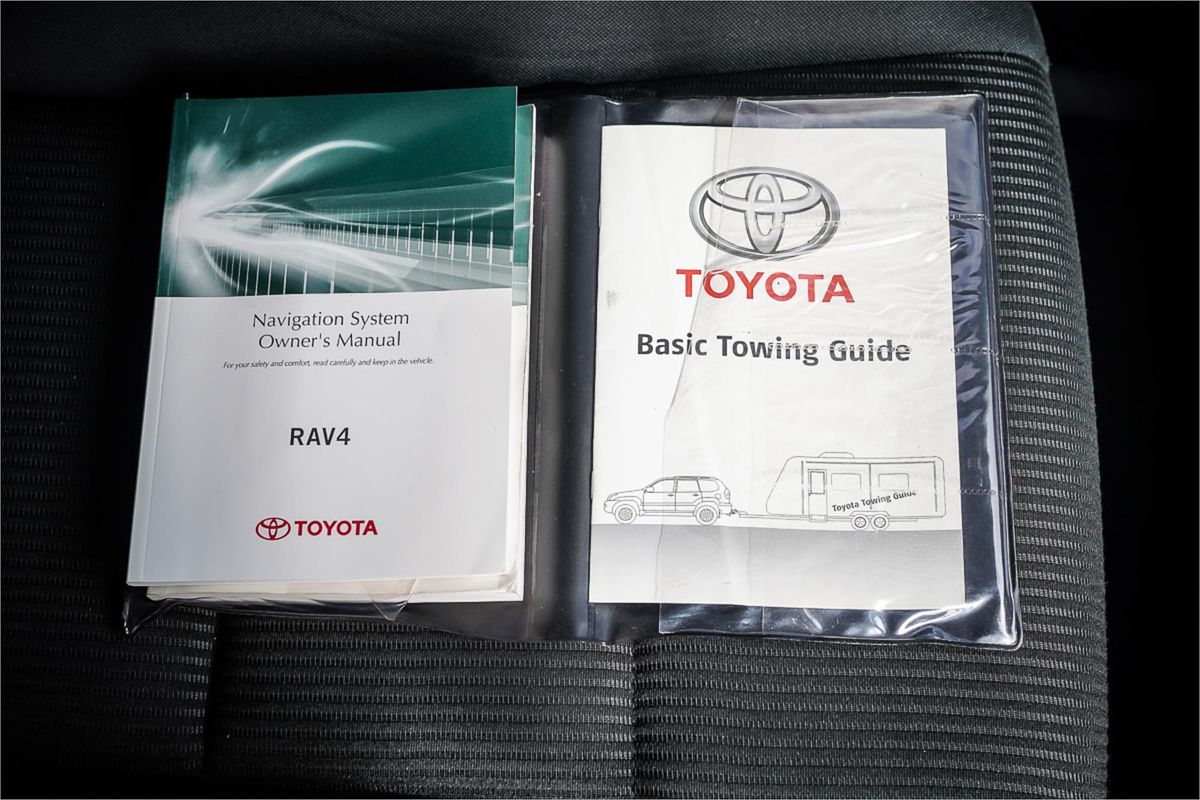 Navigation System
Owner's Manual
For your safety and comfort, read carefully and keep in the vehicle.
RAV4
TOYOTA
TOYOTA
Basic Towing Guide
Toyota Towing Guide